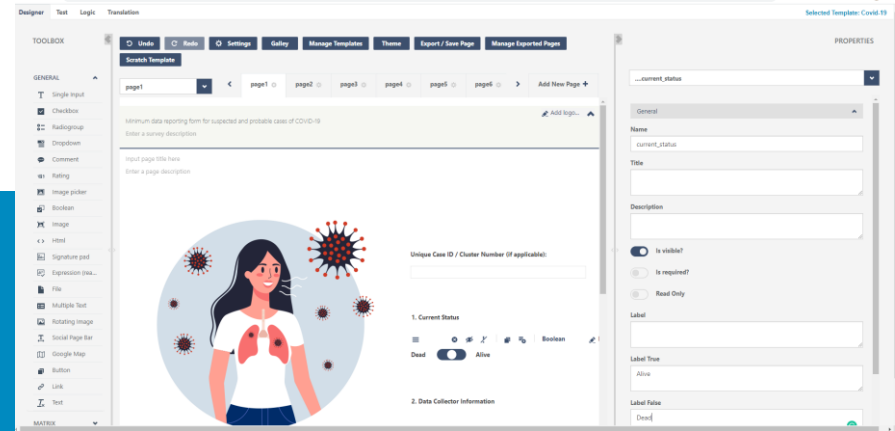 Designer Test Logic Translation
Selected Template: Covid-19
TOOLBOX
GENERAL
Single Input
Checkbox
Radiogroup
Dropdown
Comment
Rating
Image picker
Boolean
Image
Html
Signature pad
Expression (rea...
File
Multiple Text
Rotating Image
Social Page Bar
Google Map
Button
Link
Text
MATRIX
Undo Redo Settings Galley Manage Templates Theme Export / Save Page Manage Exported Pages
Scratch Template
page1 page1 page2 page3 page4 page5 page6 Add New Page +
Add logo...
Minimum data reporting form for suspected and probable cases of COVID-19
Enter a survey description
Input page title here
Enter a page description
Unique Case ID / Cluster Number (if applicable):
1. Current Status
Boolean
Dead Alive
2. Data Collector Information
PROPERTIES
...current_status
General
Name
current_status
Title
Description
Is visible?
Is required?
Read Only
Label
Label True
Alive
Label False
Dead